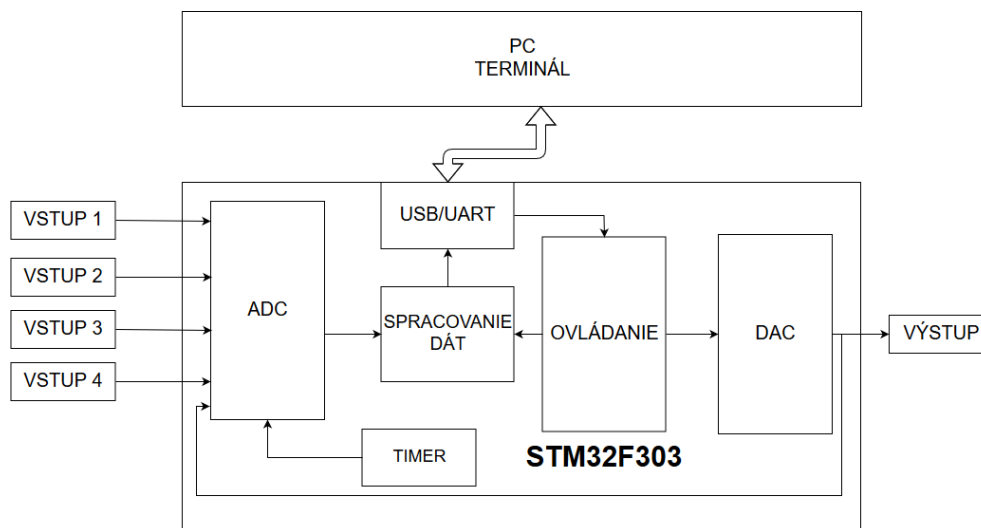 PC
TERMINÁL
USB/UART
VSTUP 1
VSTUP 2
VSTUP 3
VSTUP 4
ADC
SPRACOVANIE
DÁT
OVLÁDANIE
DAC
VÝSTUP
TIMER
STM32F303